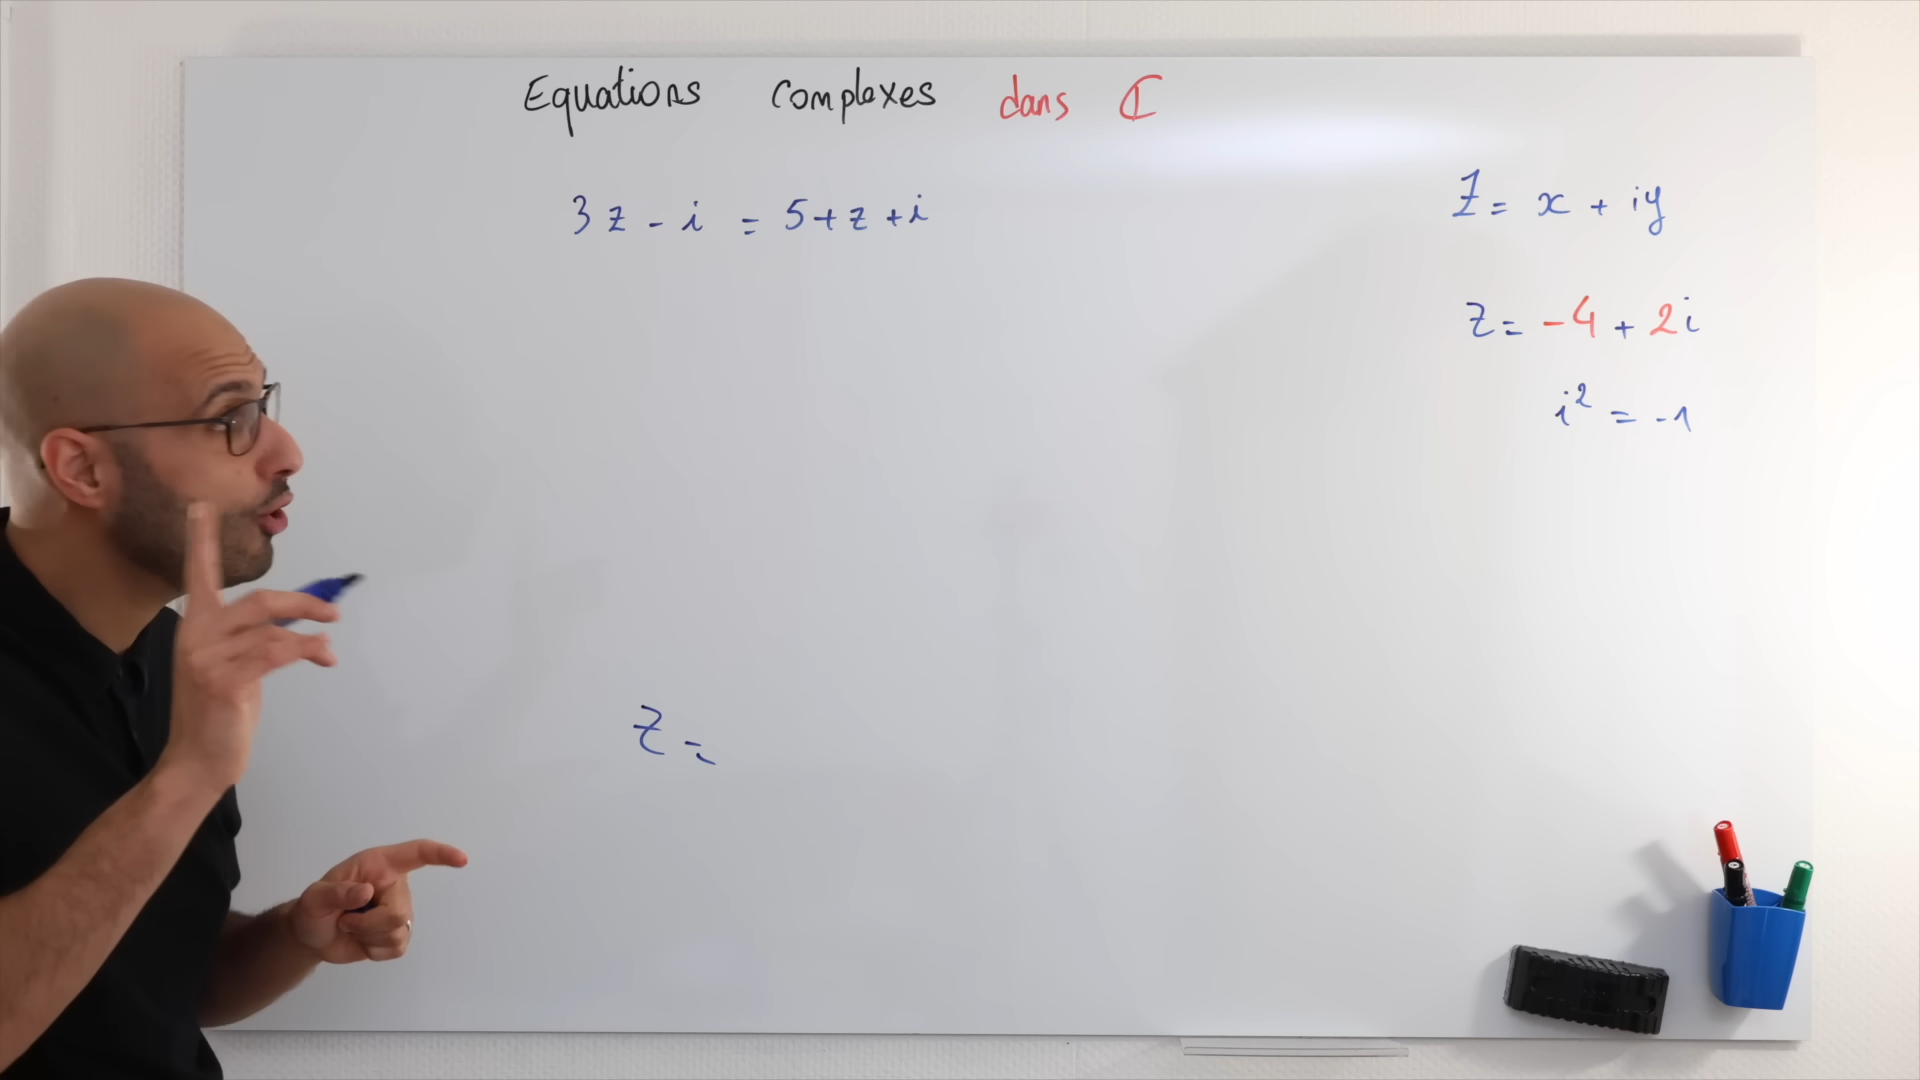 Equations complexes dans ℂ
3z - i = 5 + z + i
Z = x + iy
z = -4 + 2i
i² = -1
z =